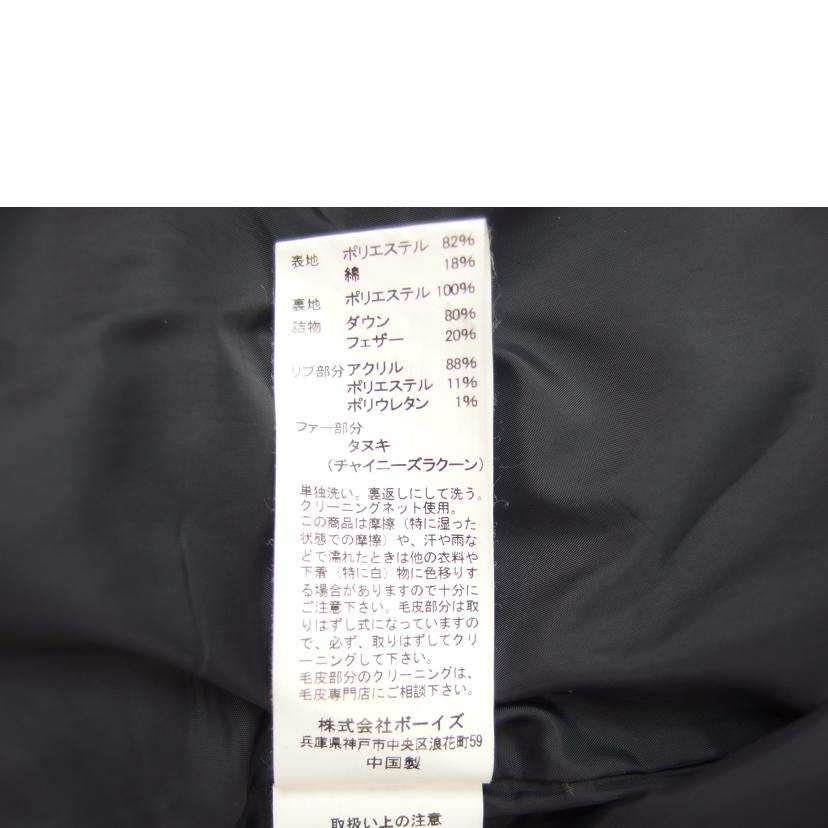 表地 ポリエステル 82%
綿 18%
裏地 ポリエステル 100%
詰物 ダウン 80%
フェザー 20%
リブ部分 アクリル 88%
ポリエステル 11%
ポリウレタン 1%
ファー部分
タヌキ
(チャイニーズラクーン)
単独洗い。裏返しにして洗う。
クリーニングネット使用。
この商品は摩擦(特に湿った
状態での摩擦)や、汗や雨な
どで濡れたときは他の衣料や
下着(特に白)物に色移りす
る場合がありますので十分に
ご注意下さい。毛皮部分は取
りはずし式になっていますの
で、必ず、取りはずしてクリ
ーニングして下さい。
毛皮部分のクリーニングは、
毛皮専門店にご相談下さい。
株式会社ボーイズ
兵庫県神戸市中央区浪花町59
中国製
取扱い上の注意